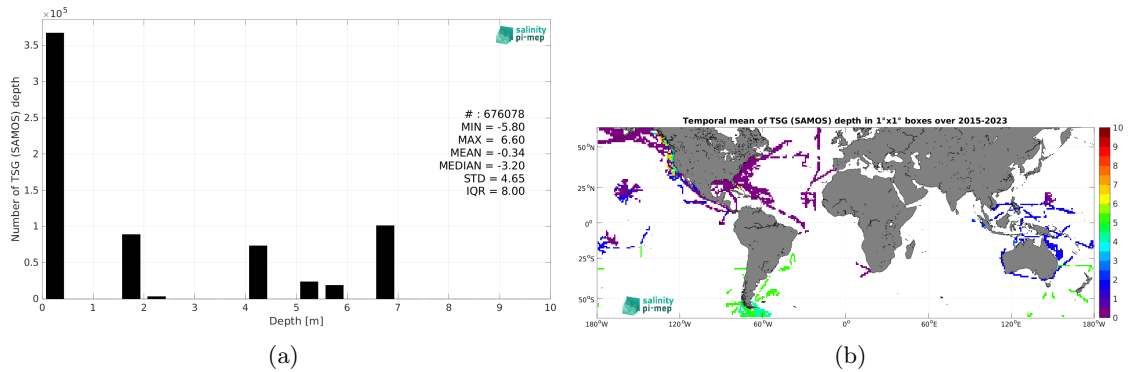 ×10⁵
3.5
3
2.5
2
1.5
1
0.5
0
0 1 2 3 4 5 6 7 8 9 10
Number of TSG (SAMOS) depth
Depth [m]
salinity
pi-mep
# : 676078
MIN = -5.80
MAX = 6.60
MEAN = -0.34
MEDIAN = -3.20
STD = 4.65
IQR = 8.00
(a)
Temporal mean of TSG (SAMOS) depth in 1°x1° boxes over 2015-2023
50°N
25°N
0°
25°S
50°S
180°W 120°W 60°W 0°E 60°E 120°E 180°E
salinity
pi-mep
10
9
8
7
6
5
4
3
2
1
0
(b)